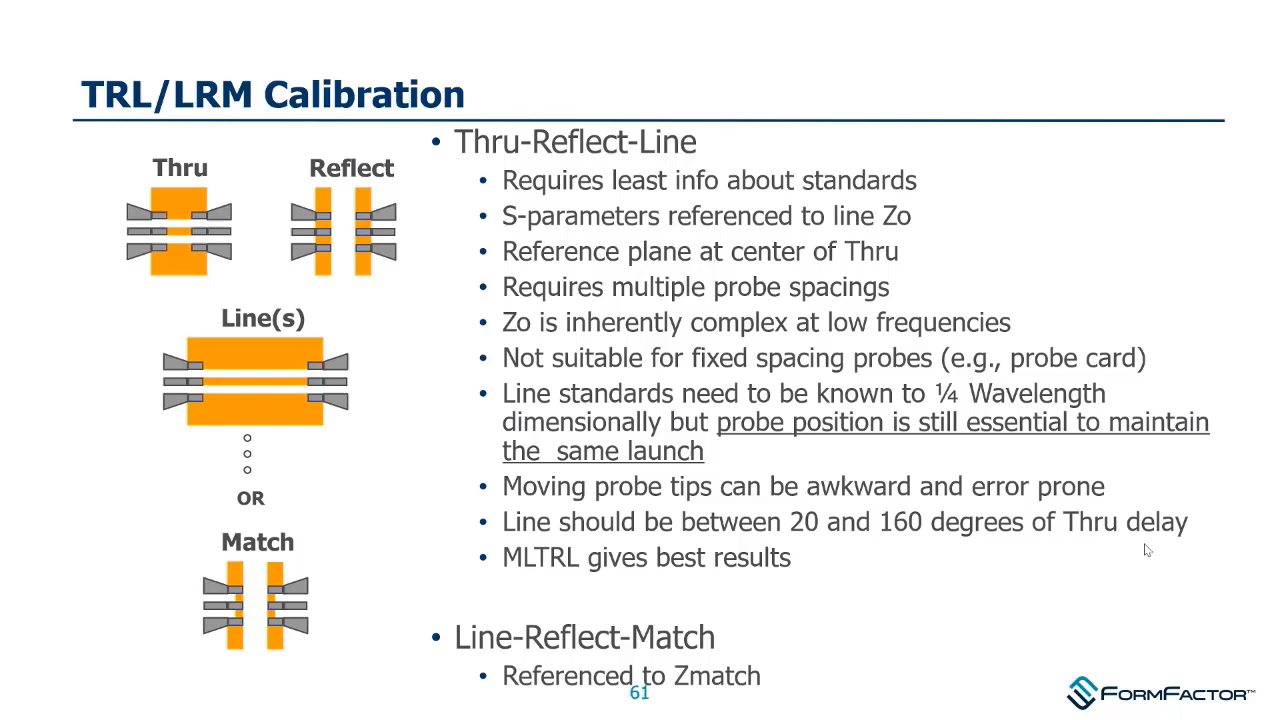 TRL/LRM Calibration
Thru
Reflect
Line(s)
OR
Match
• Thru-Reflect-Line
• Requires least info about standards
• S-parameters referenced to line Zo
• Reference plane at center of Thru
• Requires multiple probe spacings
• Zo is inherently complex at low frequencies
• Not suitable for fixed spacing probes (e.g., probe card)
• Line standards need to be known to ¼ Wavelength
dimensionally but probe position is still essential to maintain
the  same launch
• Moving probe tips can be awkward and error prone
• Line should be between 20 and 160 degrees of Thru delay
• MLTRL gives best results
• Line-Reflect-Match
• Referenced to Zmatch
61
FORMFACTOR™